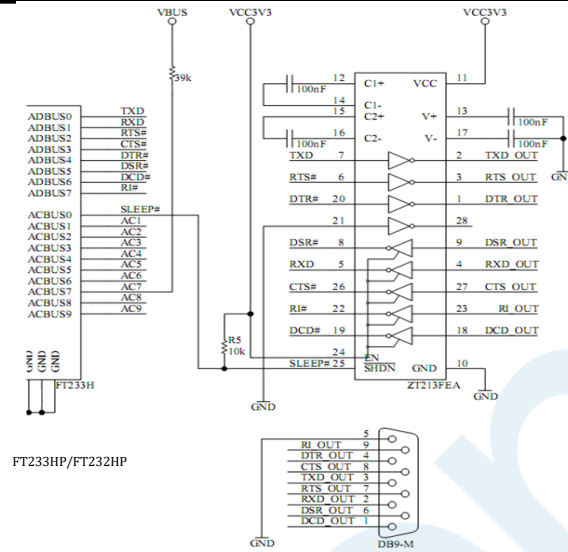 VBUS VCC3V3 VCC3V3
39k
12 C1+ VCC 11
100nF
14 C1-
15 C2+ V+ 13
100nF
16 C2- V- 17
100nF 100nF
GND
ADBUS0 TXD
ADBUS1 RXD
ADBUS2 RTS#
ADBUS3 CTS#
ADBUS4 DTR#
ADBUS5 DSR#
ADBUS6 DCD#
ADBUS7 RI#
ACBUS0 SLEEP#
ACBUS1 AC1
ACBUS2 AC2
ACBUS3 AC3
ACBUS4 AC4
ACBUS5 AC5
ACBUS6 AC6
ACBUS7 AC7
ACBUS8 AC8
ACBUS9 AC9
GND GND GND
FT233H
TXD 7 2 TXD_OUT
RTS# 6 3 RTS_OUT
DTR# 20 1 DTR_OUT
21 28
DSR# 8 9 DSR_OUT
RXD 5 4 RXD_OUT
CTS# 26 27 CTS_OUT
RI# 22 23 RI_OUT
DCD# 19 18 DCD_OUT
R5
10k
24 EN
SLEEP# 25 SHDN GND 10
ZT213FEA
GND
GND
FT233HP/FT232HP
5
RI_OUT 9
DTR_OUT 4
CTS_OUT 8
TXD_OUT 3
RTS_OUT 7
RXD_OUT 2
DSR_OUT 6
DCD_OUT 1
GND
DB9-M